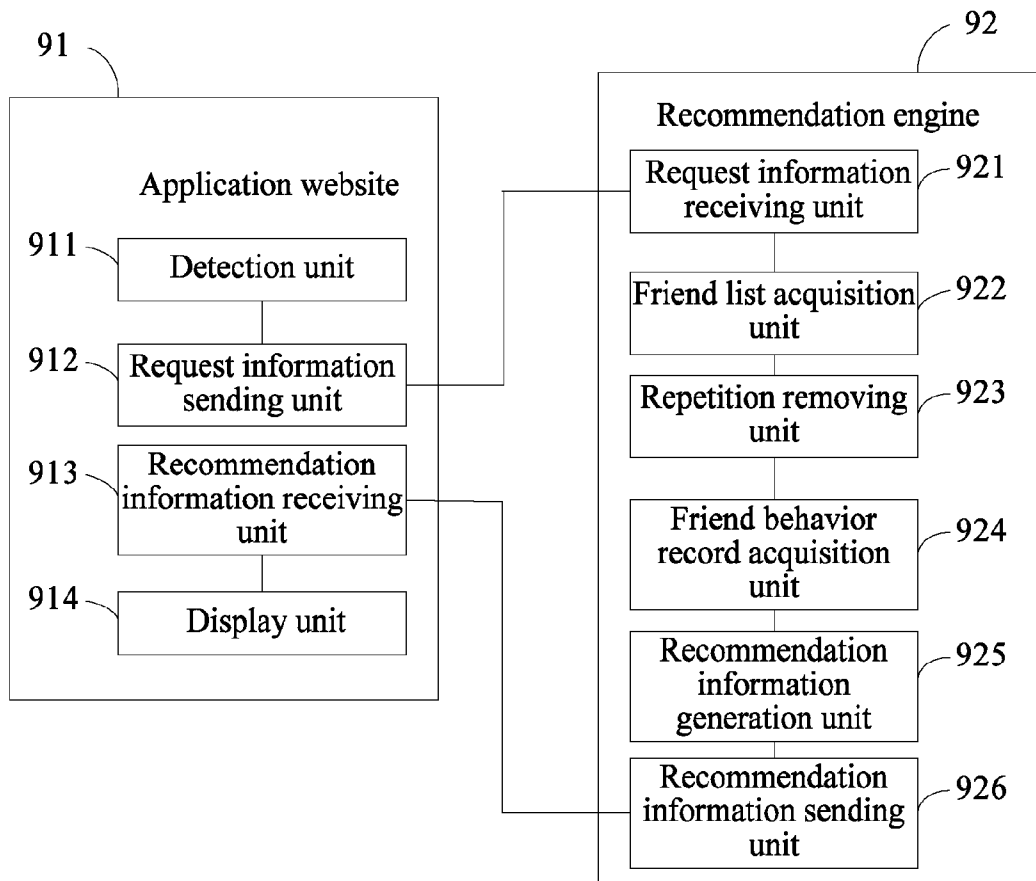 91
Application website
911
Detection unit
912
Request information
sending unit
913
Recommendation
information receiving
unit
914
Display unit
92
Recommendation engine
Request information
receiving unit
921
Friend list acquisition
unit
922
Repetition removing
unit
923
Friend behavior
record acquisition
unit
924
Recommendation
information
generation unit
925
Recommendation
information sending
unit
926